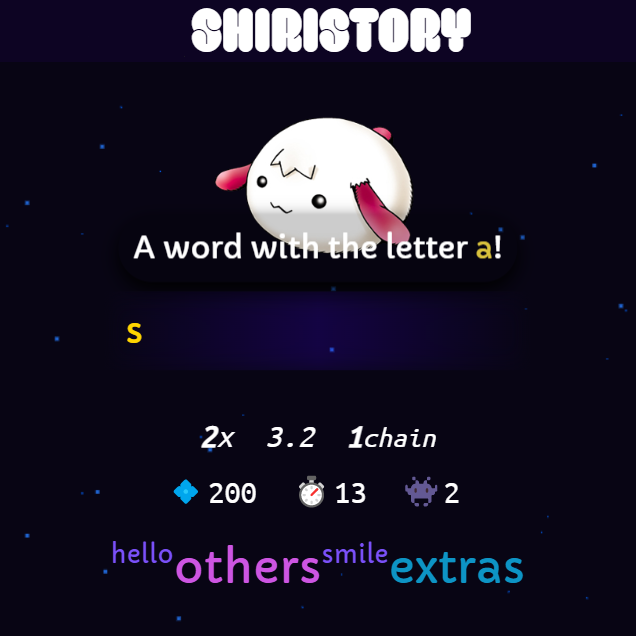 SHIRISTORY
A word with the letter a!
s
2x 3.2 1chain
200 13 2
hello others smile extras